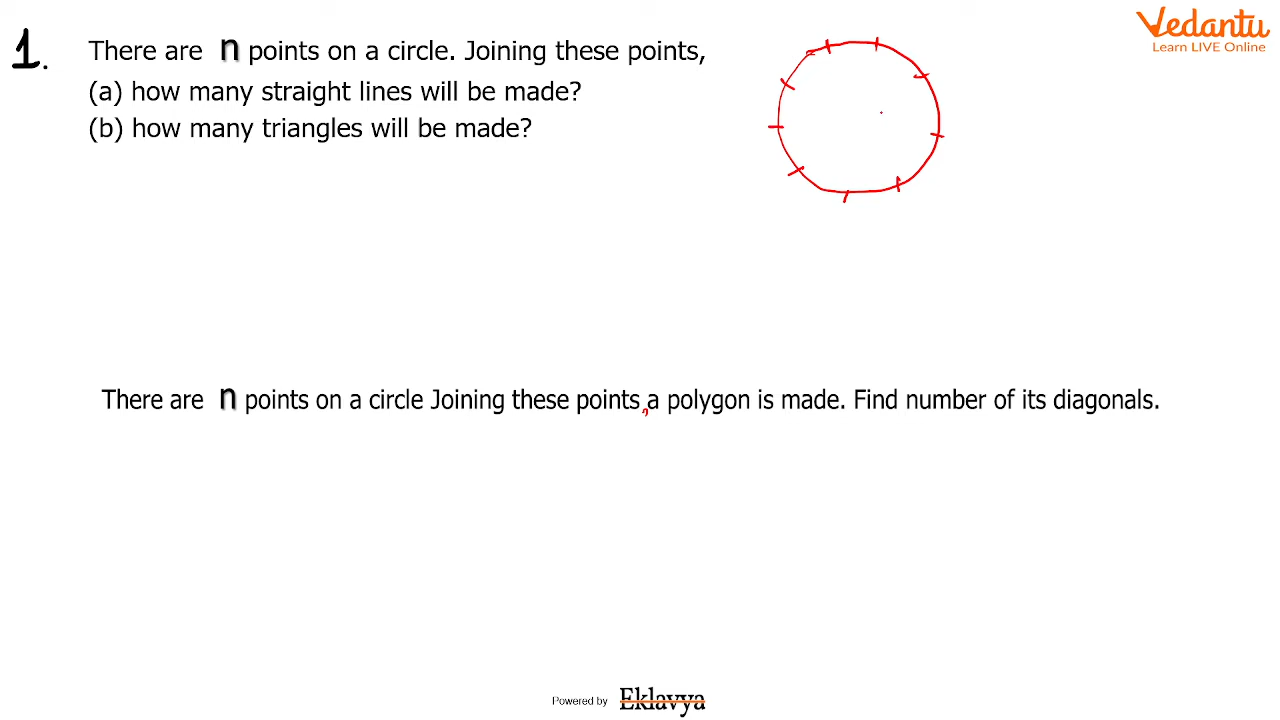 1.
There are n points on a circle. Joining these points,
(a) how many straight lines will be made?
(b) how many triangles will be made?
Vedantu
Learn LIVE Online
There are n points on a circle Joining these points,a polygon is made. Find number of its diagonals.
Powered by Eklavya